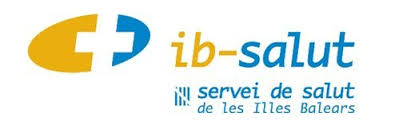 ib-salut
servei de salut
de les Illes Balears